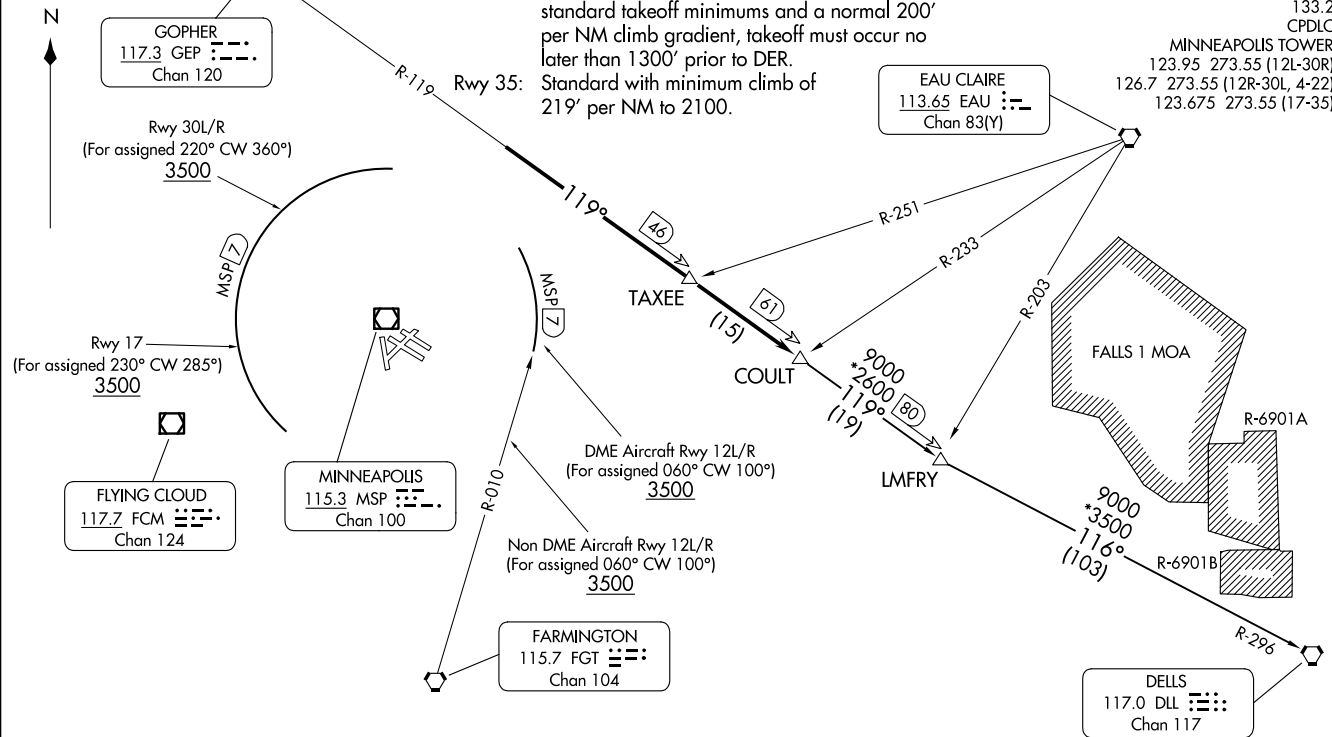 N
GOPHER
117.3 GEP
Chan 120
standard takeoff minimums and a normal 200'
per NM climb gradient, takeoff must occur no
later than 1300' prior to DER.
Rwy 35: Standard with minimum climb of
219' per NM to 2100.
133.2
CPDLC
MINNEAPOLIS TOWER
123.95 273.55 (12L-30R)
126.7 273.55 (12R-30L, 4-22)
123.675 273.55 (17-35)
EAU CLAIRE
113.65 EAU
Chan 83(Y)
R-119
Rwy 30L/R
(For assigned 220° CW 360°)
3500
119°
46
R-251
R-233
R-203
MSP 7
MSP 7
TAXEE
61
(15)
COULT
FALLS 1 MOA
Rwy 17
(For assigned 230° CW 285°)
3500
9000
*2600
119°
(19)
80
LMFRY
R-6901A
DME Aircraft Rwy 12L/R
(For assigned 060° CW 100°)
3500
MINNEAPOLIS
115.3 MSP
Chan 100
FLYING CLOUD
117.7 FCM
Chan 124
R-010
Non DME Aircraft Rwy 12L/R
(For assigned 060° CW 100°)
3500
9000
*3500
116°
(103)
R-6901B
R-296
FARMINGTON
115.7 FGT
Chan 104
DELLS
117.0 DLL
Chan 117